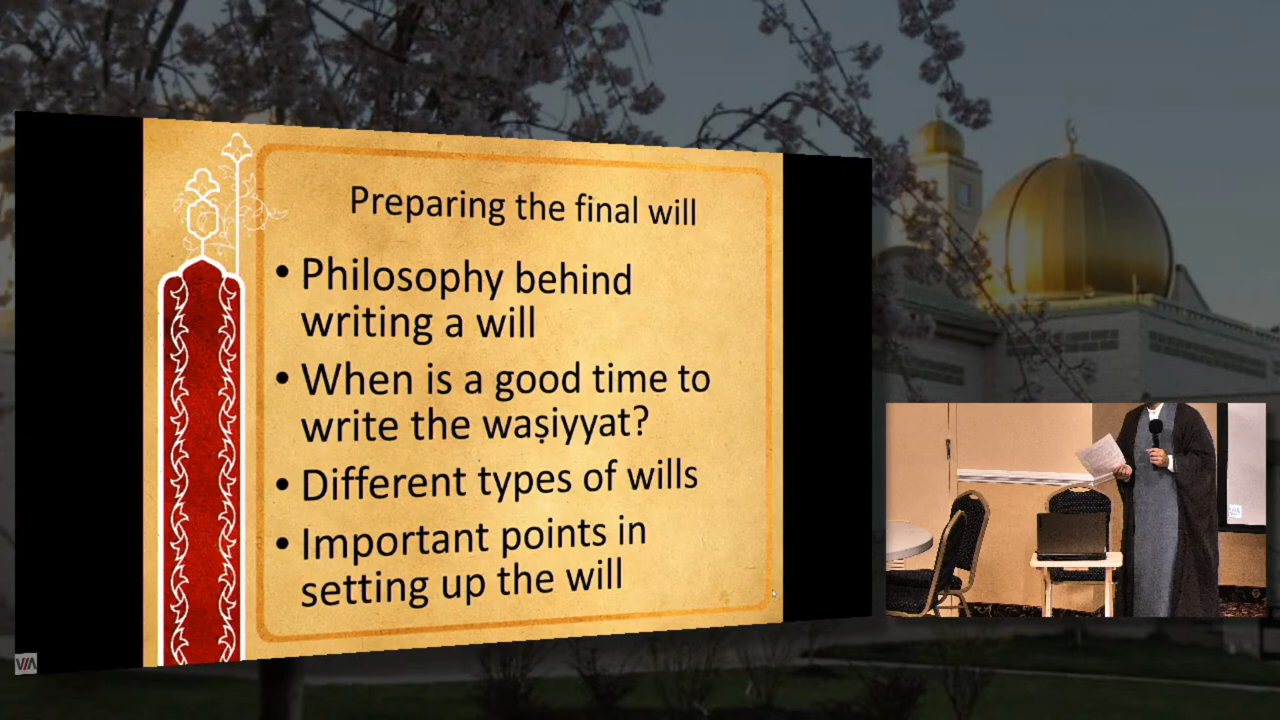 Preparing the final will
• Philosophy behind
writing a will
• When is a good time to
write the waṣiyyat?
• Different types of wills
• Important points in
setting up the will